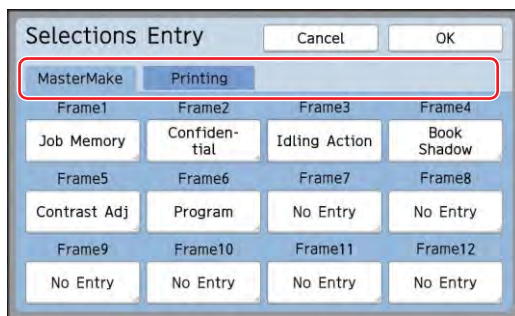 Selections Entry Cancel OK
MasterMake Printing
Frame1 Frame2 Frame3 Frame4
Job Memory Confiden-
tial Idling Action Book
Shadow
Frame5 Frame6 Frame7 Frame8
Contrast Adj Program No Entry No Entry
Frame9 Frame10 Frame11 Frame12
No Entry No Entry No Entry No Entry